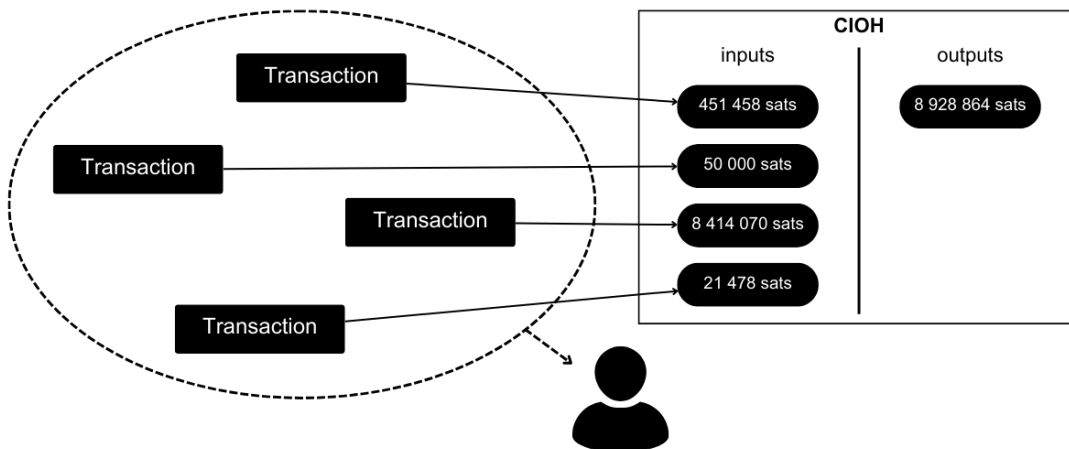 CIOH
inputs
outputs
Transaction
451 458 sats
8 928 864 sats
Transaction
50 000 sats
Transaction
8 414 070 sats
Transaction
21 478 sats